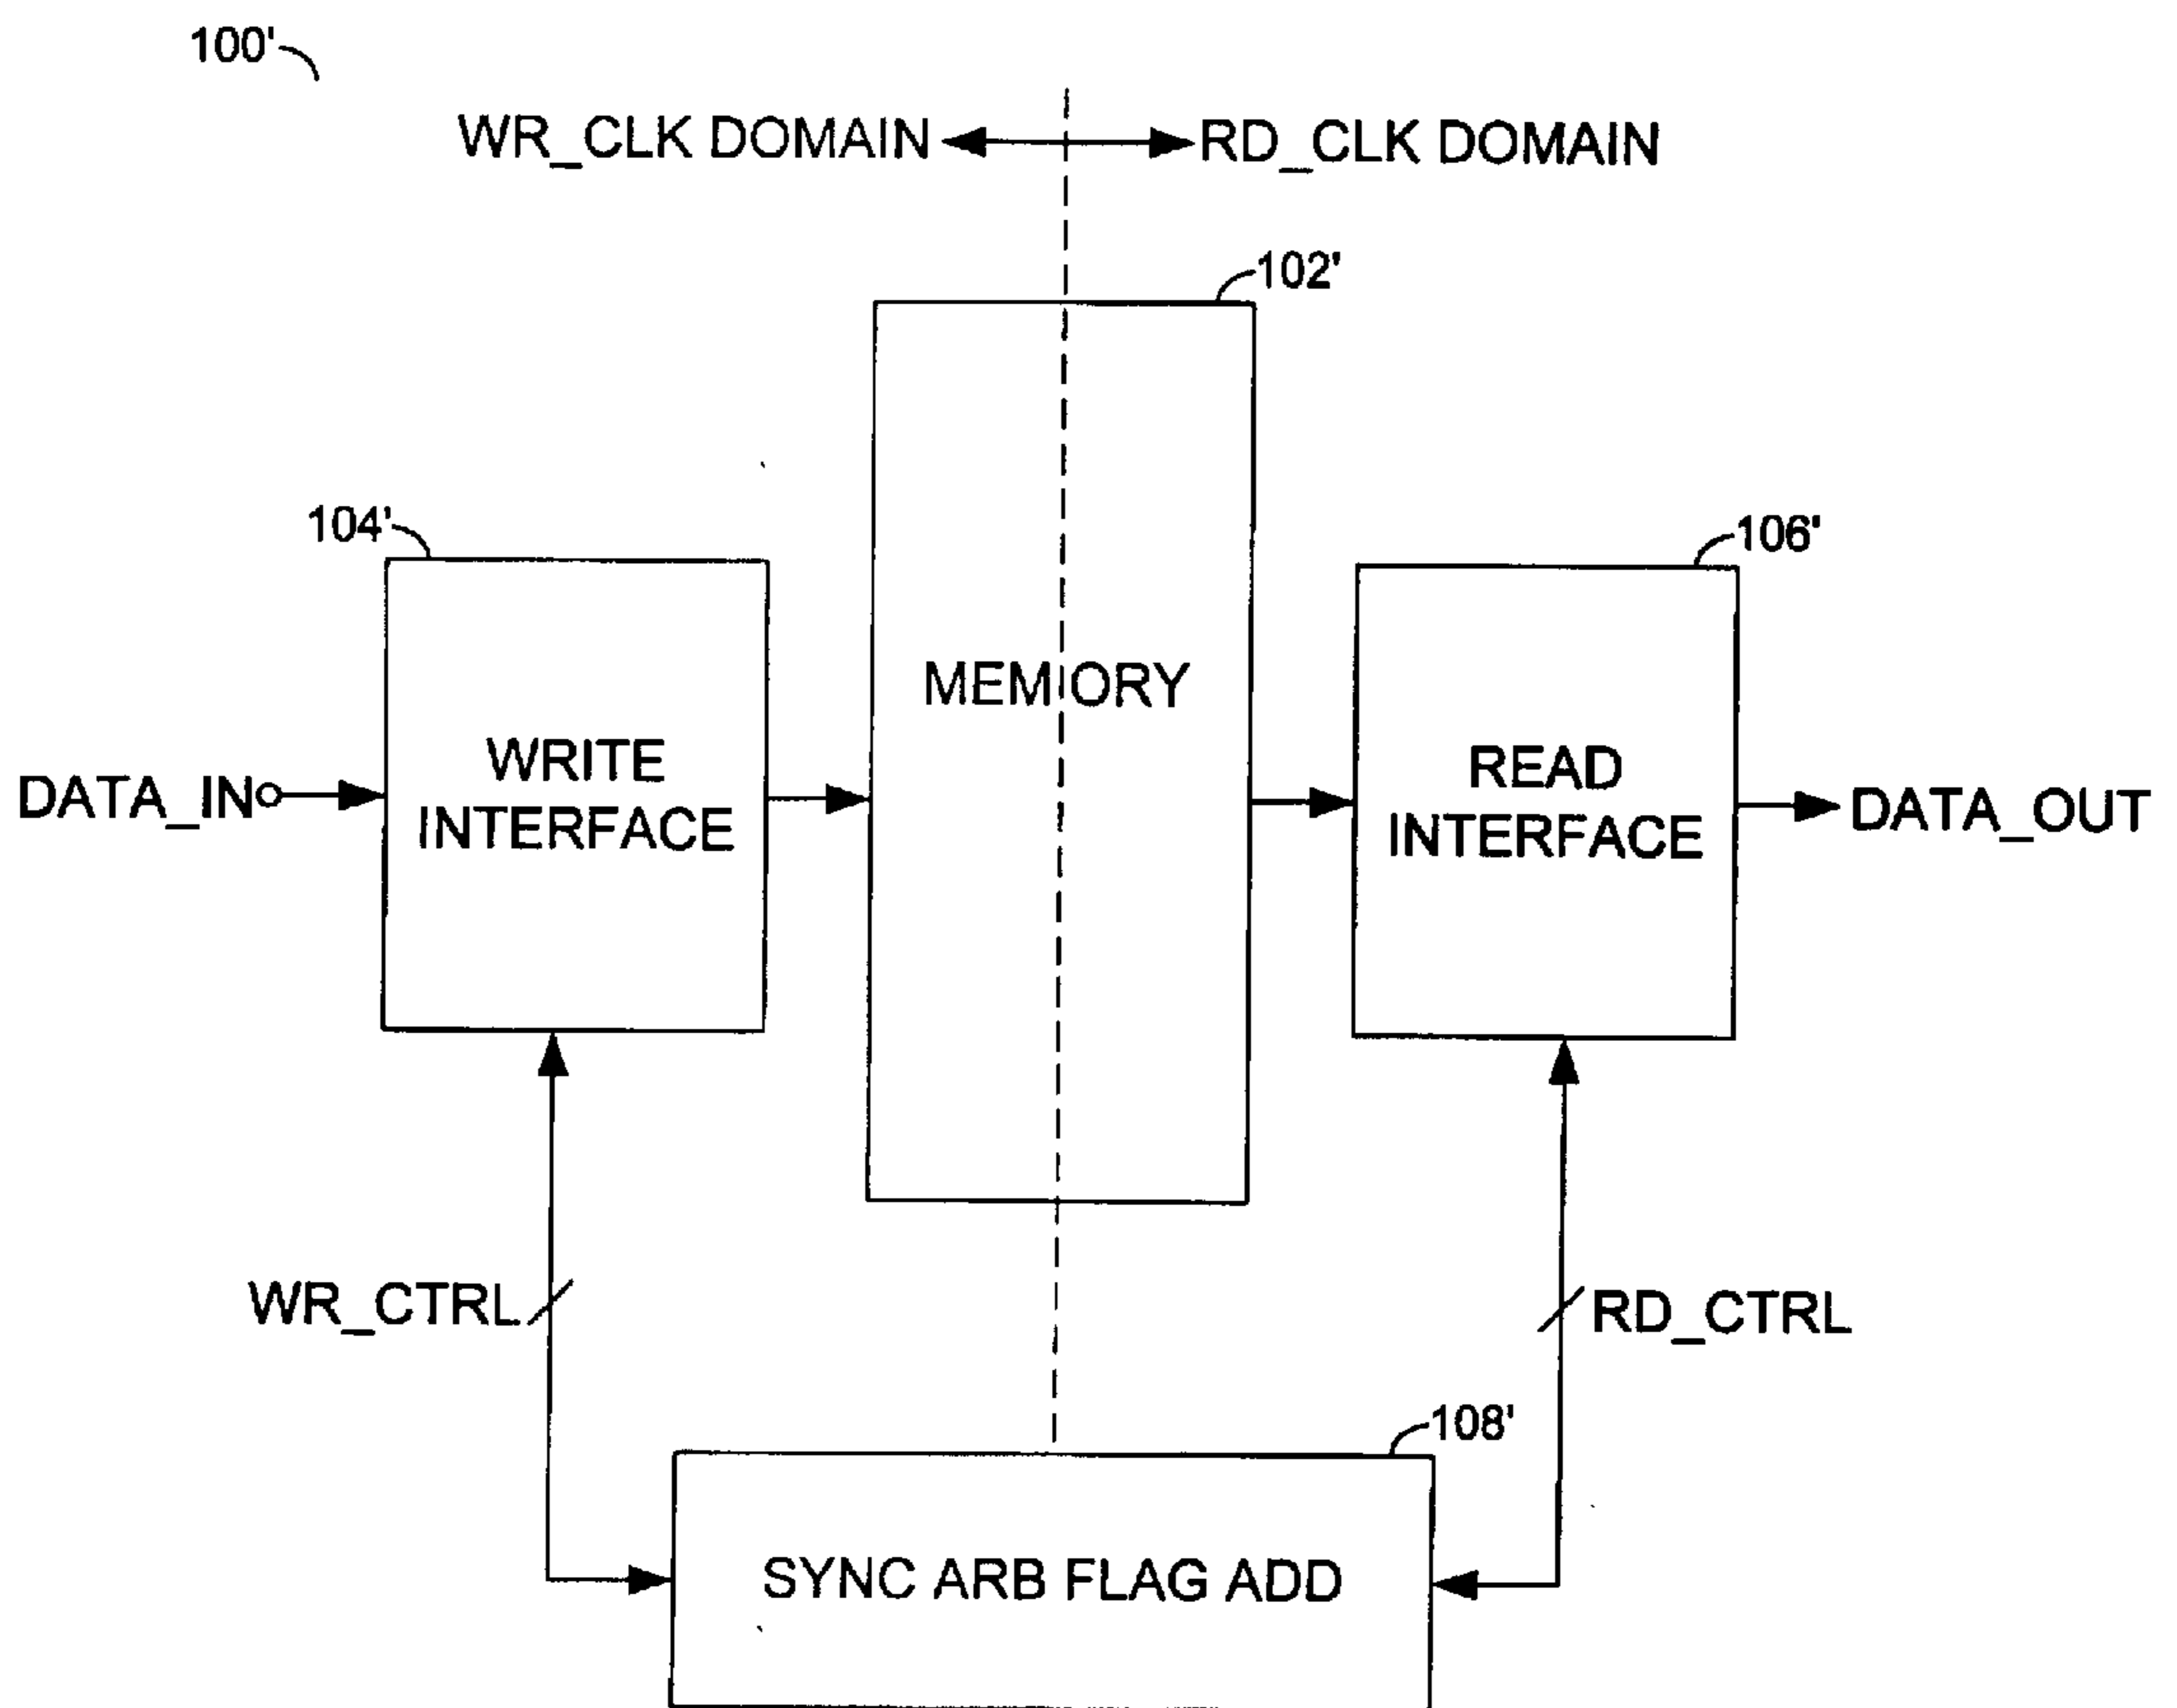 100'
WR_CLK DOMAIN RD_CLK DOMAIN
102'
104'
106'
MEMORY
WRITE
INTERFACE
READ
INTERFACE
DATA_IN
DATA_OUT
WR_CTRL
RD_CTRL
108'
SYNC ARB FLAG ADD